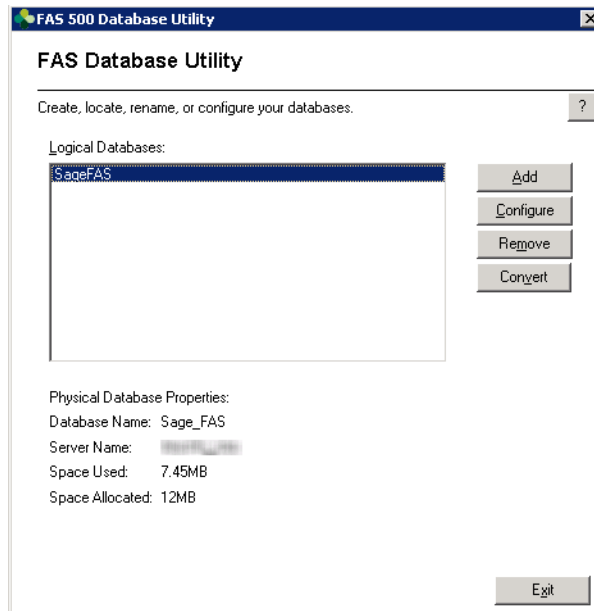 FAS 500 Database Utility
FAS Database Utility
Create, locate, rename, or configure your databases.
?
Logical Databases:
SageFAS
Add
Configure
Remove
Convert
Physical Database Properties:
Database Name: Sage_FAS
Server Name:
Space Used: 7.45MB
Space Allocated: 12MB
Exit